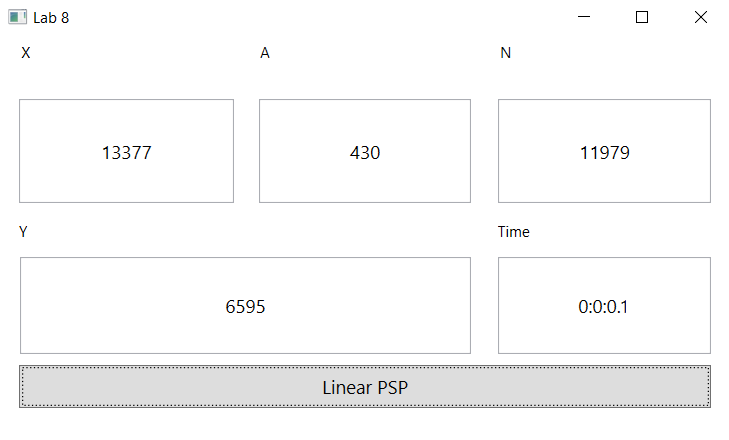 Lab 8
X A N
13377 430 11979
Y Time
6595 0:0:0.1
Linear PSP